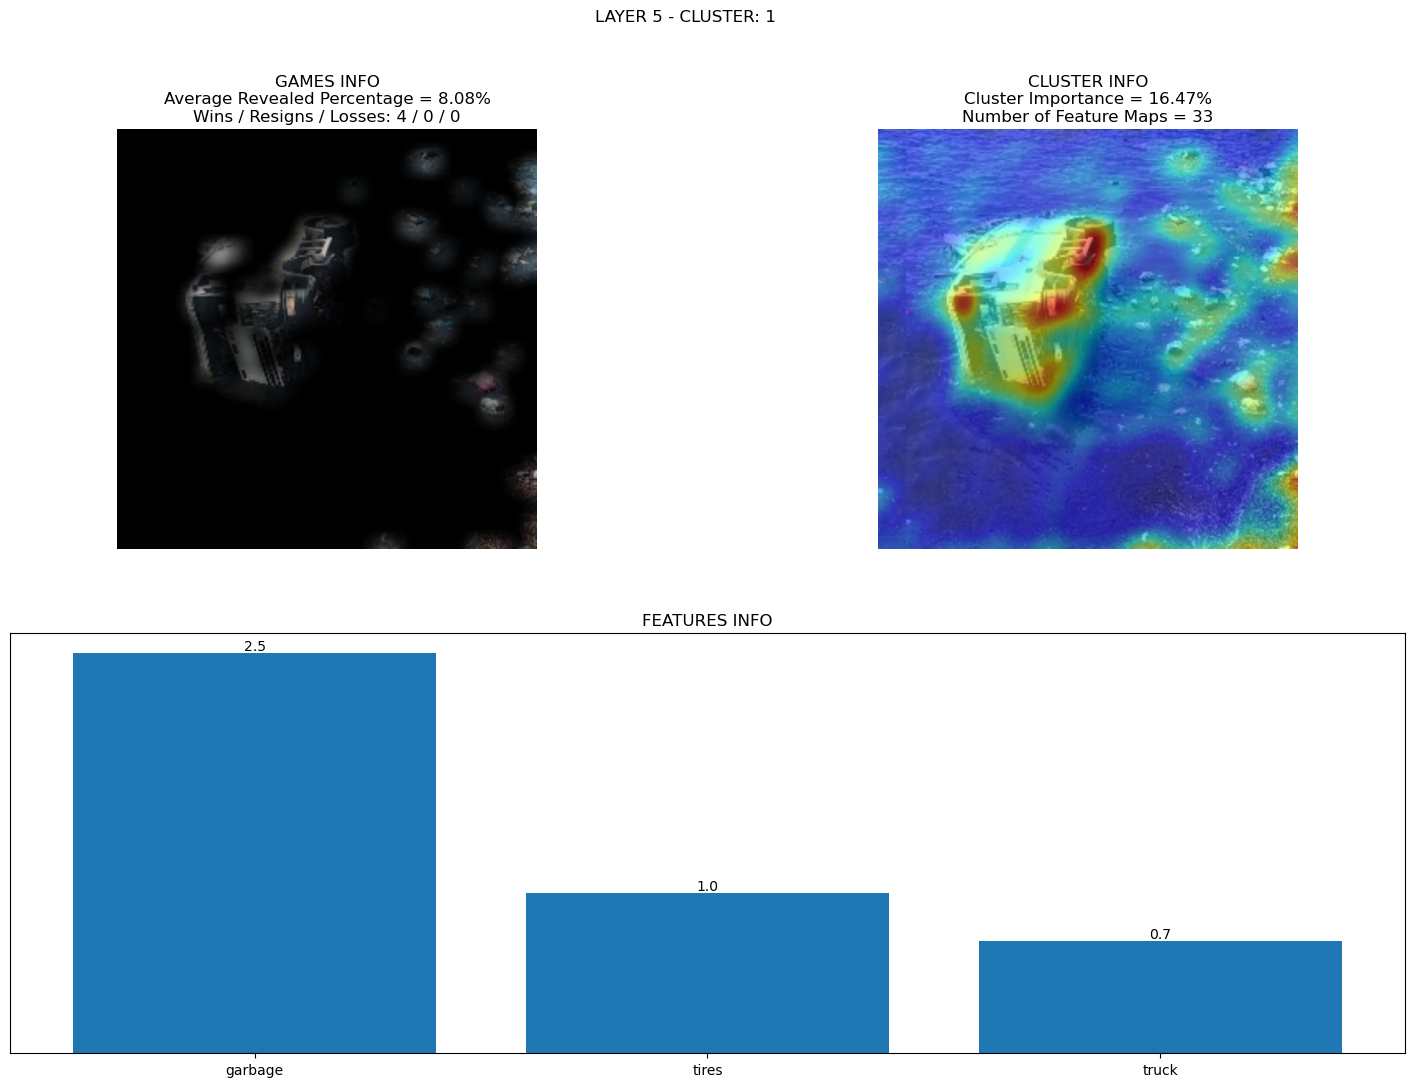 LAYER 5 - CLUSTER: 1
GAMES INFO
Average Revealed Percentage = 8.08%
Wins / Resigns / Losses: 4 / 0 / 0
CLUSTER INFO
Cluster Importance = 16.47%
Number of Feature Maps = 33
FEATURES INFO
2.5
1.0
0.7
garbage
tires
truck